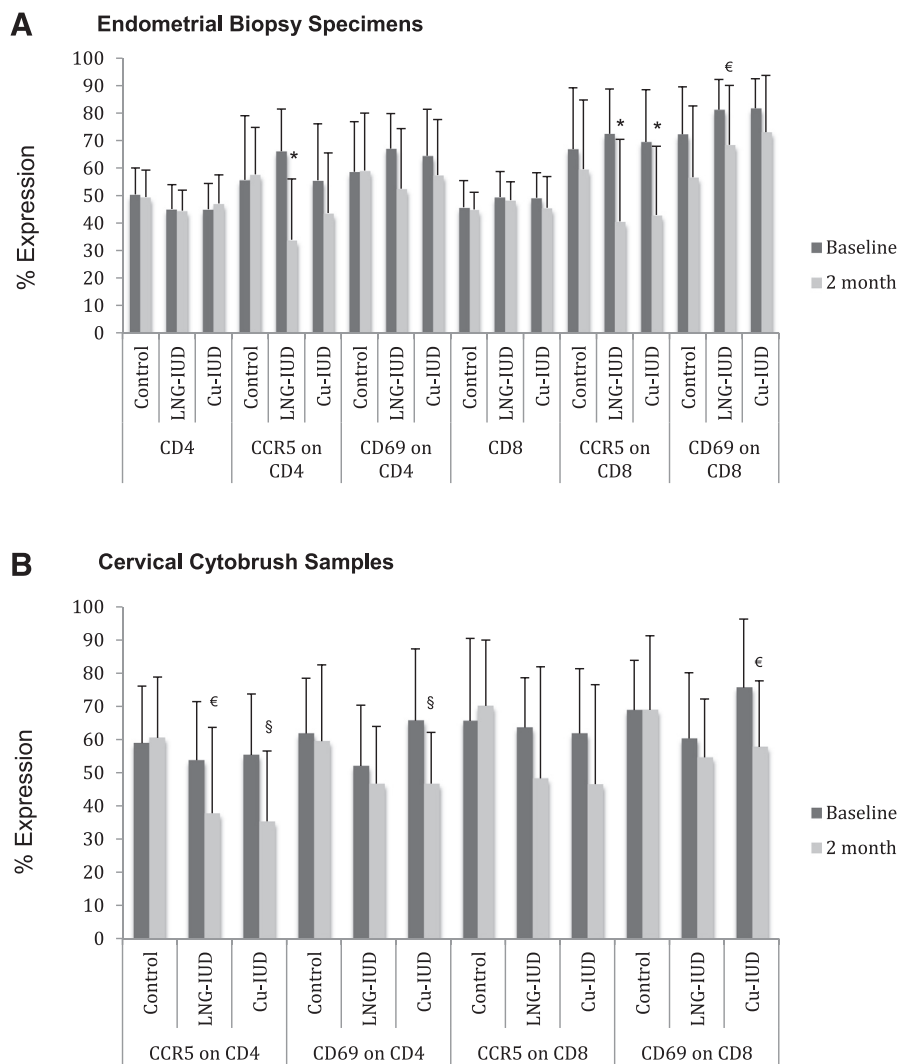 A Endometrial Biopsy Specimens
% Expression
100
90
80
70
60
50
40
30
20
10
0
* * * €
Baseline
2 month
Control LNG-IUD Cu-IUD Control LNG-IUD Cu-IUD Control LNG-IUD Cu-IUD Control LNG-IUD Cu-IUD Control LNG-IUD Cu-IUD Control LNG-IUD Cu-IUD
CD4 CCR5 on CD69 on CD8 CCR5 on CD69 on
CD4 CD4 CD8 CD8
B Cervical Cytobrush Samples
% Expression
100
90
80
70
60
50
40
30
20
10
0
€ § § €
Baseline
2 month
Control LNG-IUD Cu-IUD Control LNG-IUD Cu-IUD Control LNG-IUD Cu-IUD Control LNG-IUD Cu-IUD
CCR5 on CD4 CD69 on CD4 CCR5 on CD8 CD69 on CD8